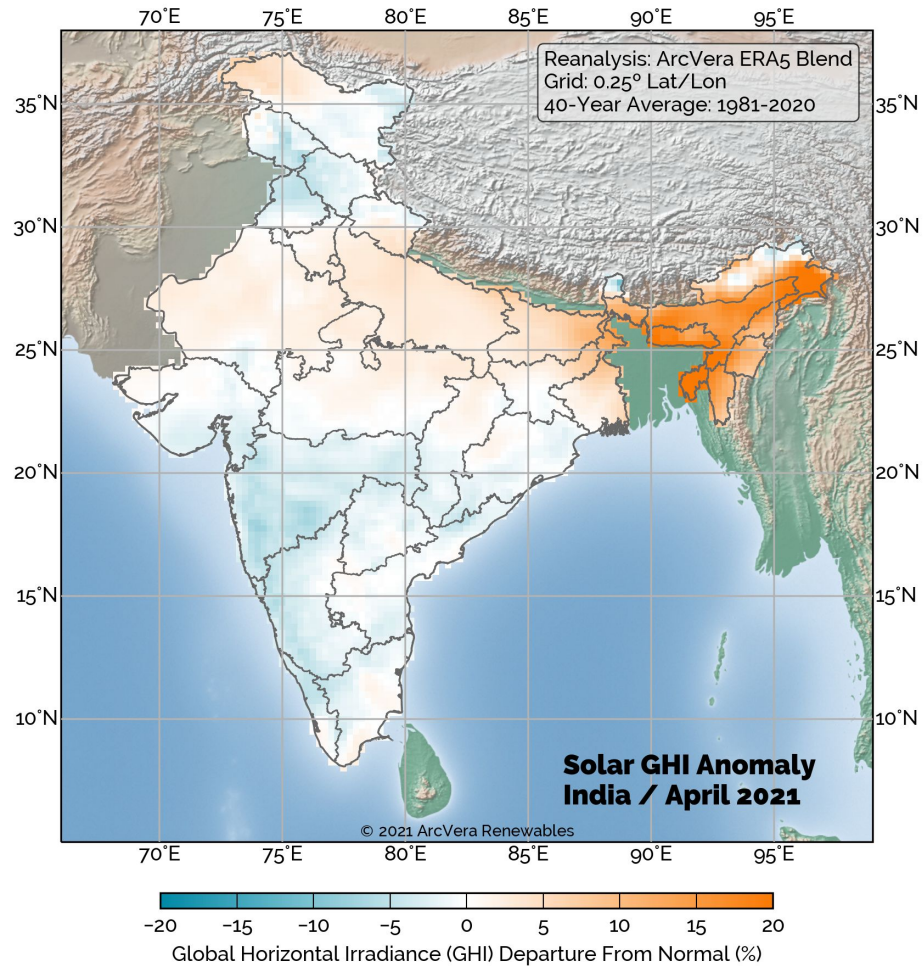 70°E 75°E 80°E 85°E 90°E 95°E
Reanalysis: ArcVera ERA5 Blend
Grid: 0.25º Lat/Lon
40-Year Average: 1981-2020
35°N 35°N
30°N 30°N
25°N 25°N
20°N 20°N
15°N 15°N
10°N 10°N
Solar GHI Anomaly
India / April 2021
© 2021 ArcVera Renewables
70°E 75°E 80°E 85°E 90°E 95°E
−20 −15 −10 −5 0 5 10 15 20
Global Horizontal Irradiance (GHI) Departure From Normal (%)